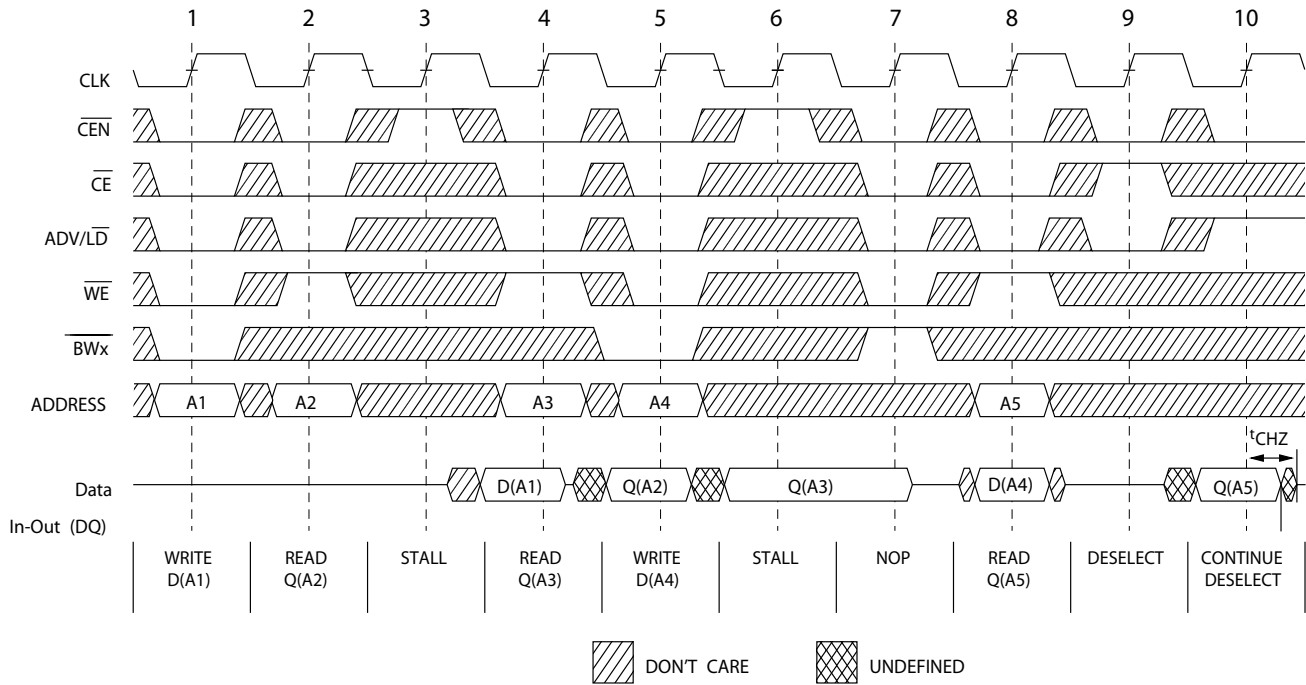 1 2 3 4 5 6 7 8 9 10
CLK
CEN
CE
ADV/LD
WE
BWx
ADDRESS A1 A2 A3 A4 A5
tCHZ
Data D(A1) Q(A2) Q(A3) D(A4) Q(A5)
In-Out (DQ)
WRITE READ STALL READ WRITE STALL NOP READ DESELECT CONTINUE
D(A1) Q(A2) Q(A3) D(A4) Q(A5) DESELECT
DON'T CARE UNDEFINED